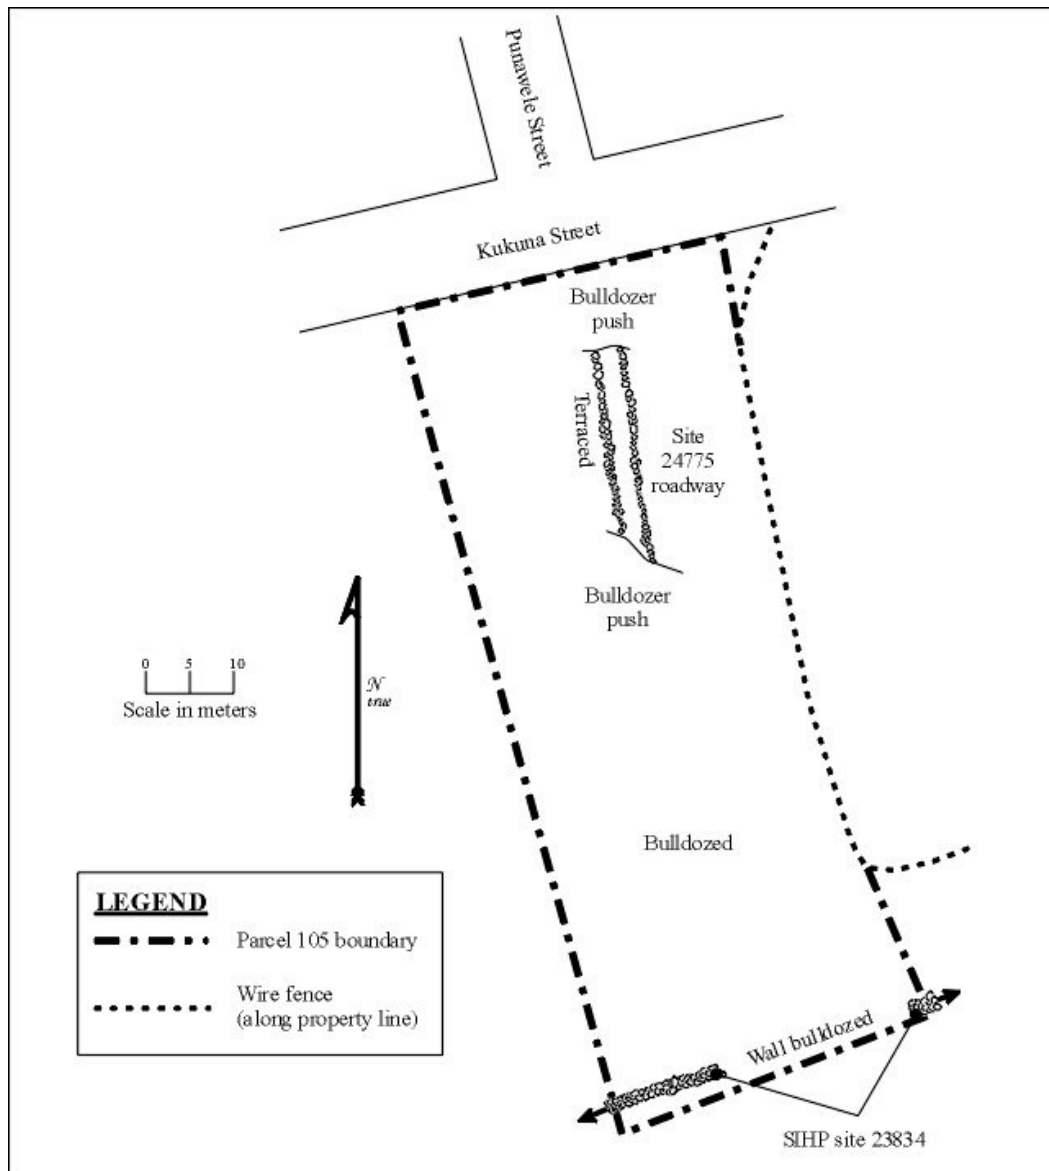 Punawele Street
Kukuna Street
Bulldozer
push
Terraced
Site
24775
roadway
Bulldozer
push
0 5 10
Scale in meters
N
true
Bulldozed
LEGEND
Parcel 105 boundary
Wire fence
(along property line)
Wall bulldozed
SIHP site 23834